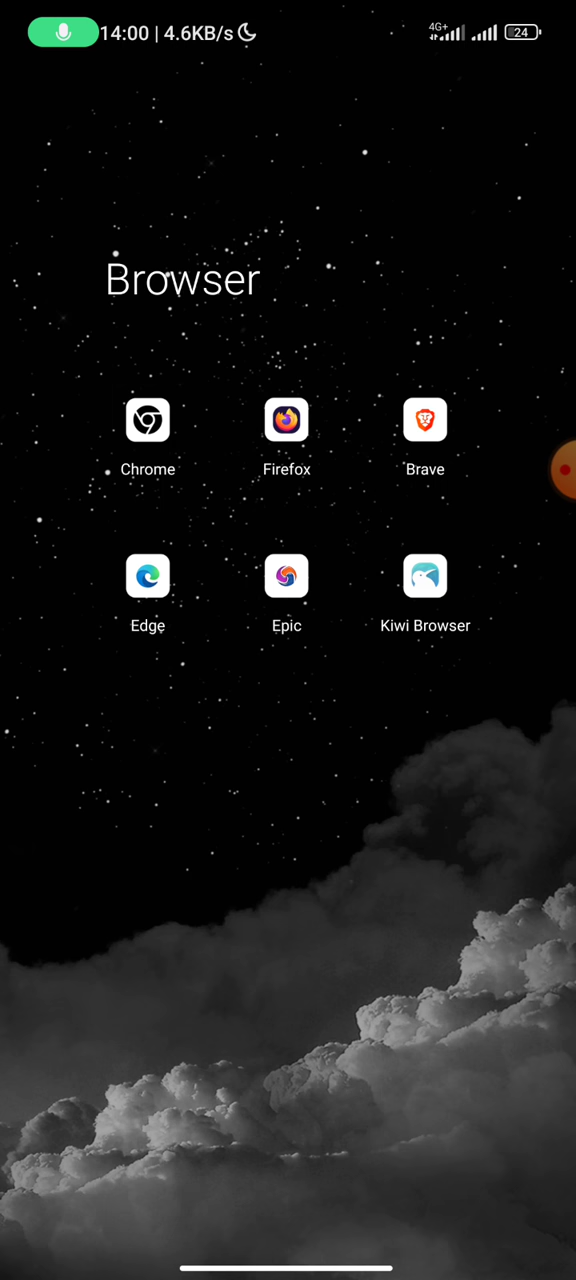 14:00 | 4.6KB/s
4G+
24
Browser
Chrome
Firefox
Brave
Edge
Epic
Kiwi Browser